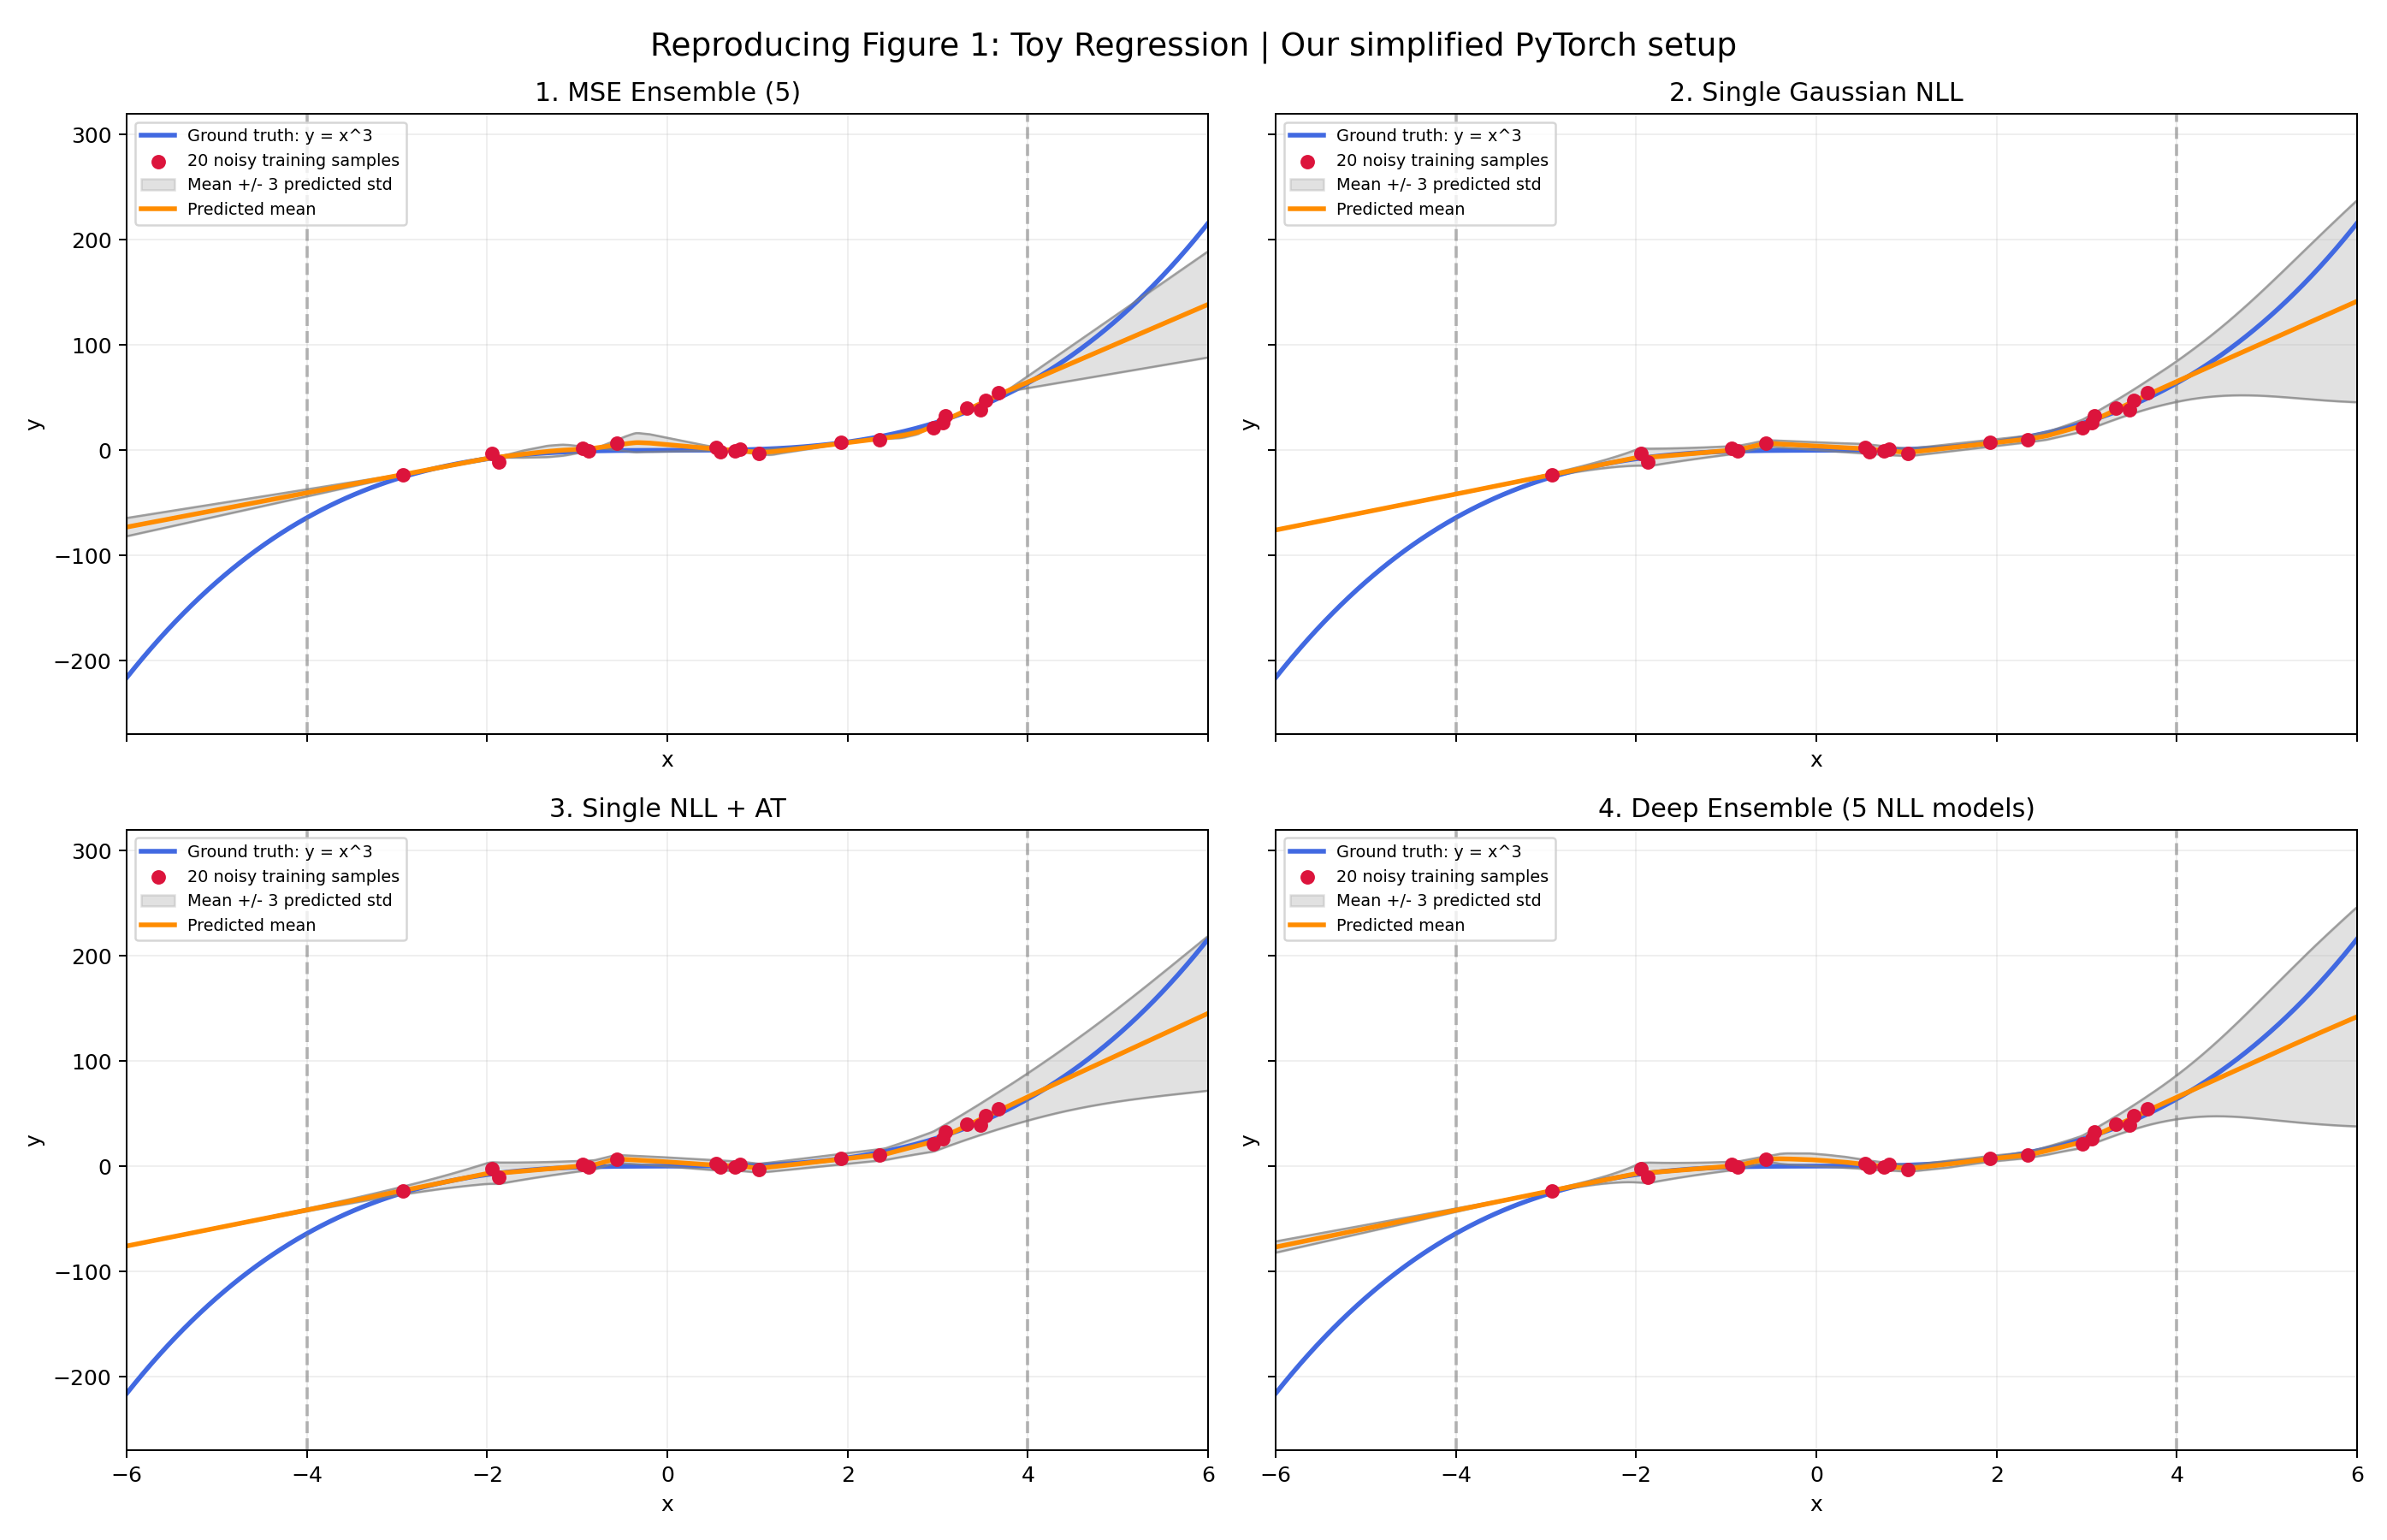 Reproducing Figure 1: Toy Regression | Our simplified PyTorch setup
1. MSE Ensemble (5)
Ground truth: y = x^3
20 noisy training samples
Mean +/- 3 predicted std
Predicted mean
300
200
100
0
−100
−200
y
x
2. Single Gaussian NLL
Ground truth: y = x^3
20 noisy training samples
Mean +/- 3 predicted std
Predicted mean
y
x
3. Single NLL + AT
Ground truth: y = x^3
20 noisy training samples
Mean +/- 3 predicted std
Predicted mean
300
200
100
0
−100
−200
y
−6 −4 −2 0 2 4 6
x
4. Deep Ensemble (5 NLL models)
Ground truth: y = x^3
20 noisy training samples
Mean +/- 3 predicted std
Predicted mean
y
−6 −4 −2 0 2 4 6
x